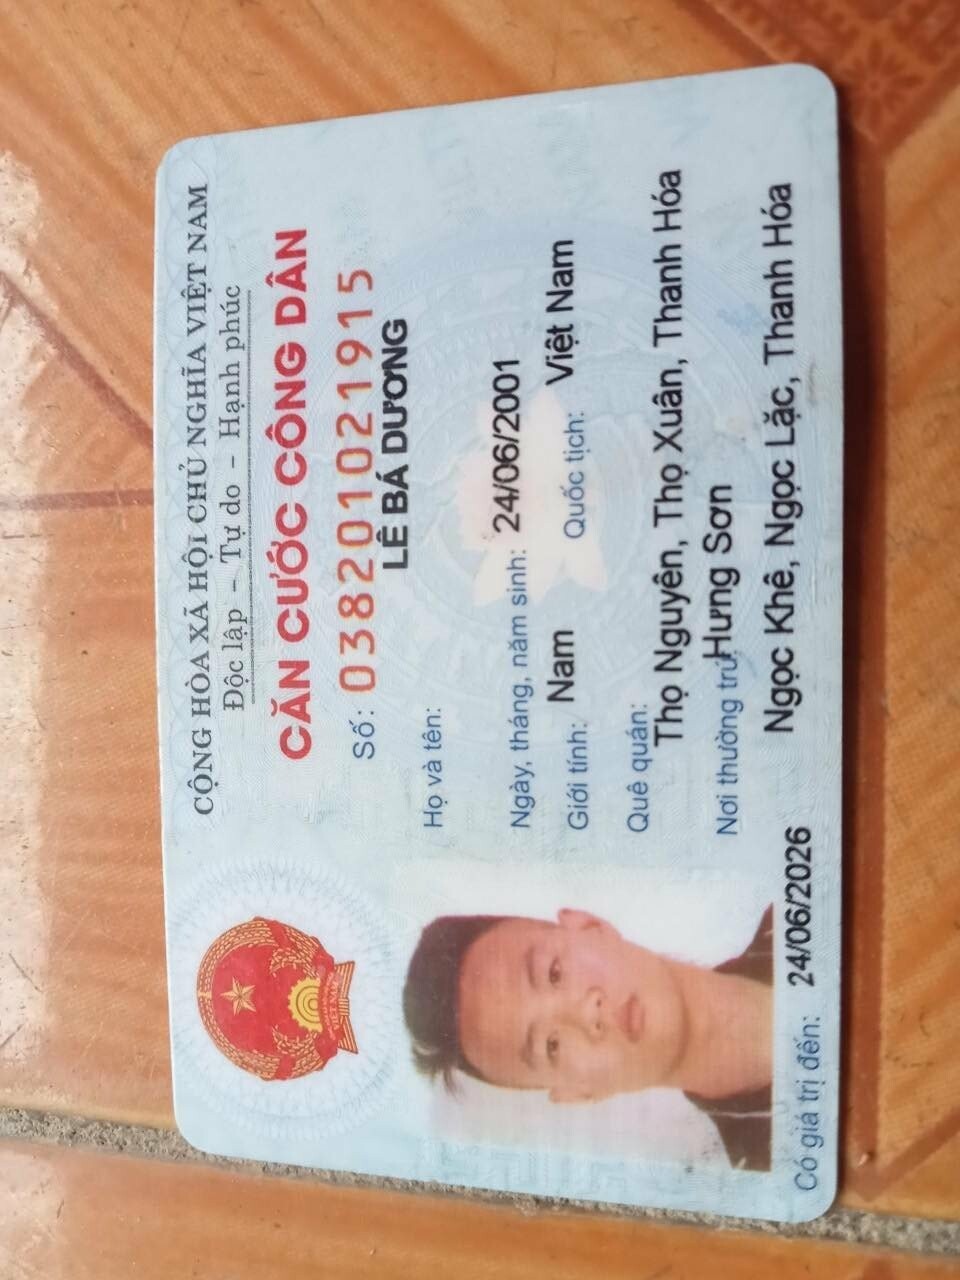 CỘNG HÒA XÃ HỘI CHỦ NGHĨA VIỆT NAM
Độc lập - Tự do - Hạnh phúc
CĂN CƯỚC CÔNG DÂN
Số: 038201021915
Họ và tên: LÊ BÁ DƯƠNG
Ngày, tháng, năm sinh: 24/06/2001
Giới tính: Nam Quốc tịch: Việt Nam
Quê quán:
Thọ Nguyên, Thọ Xuân, Thanh Hóa
Nơi thường trú: Hưng Sơn
Ngọc Khê, Ngọc Lặc, Thanh Hóa
Có giá trị đến: 24/06/2026
VIỆT NAM